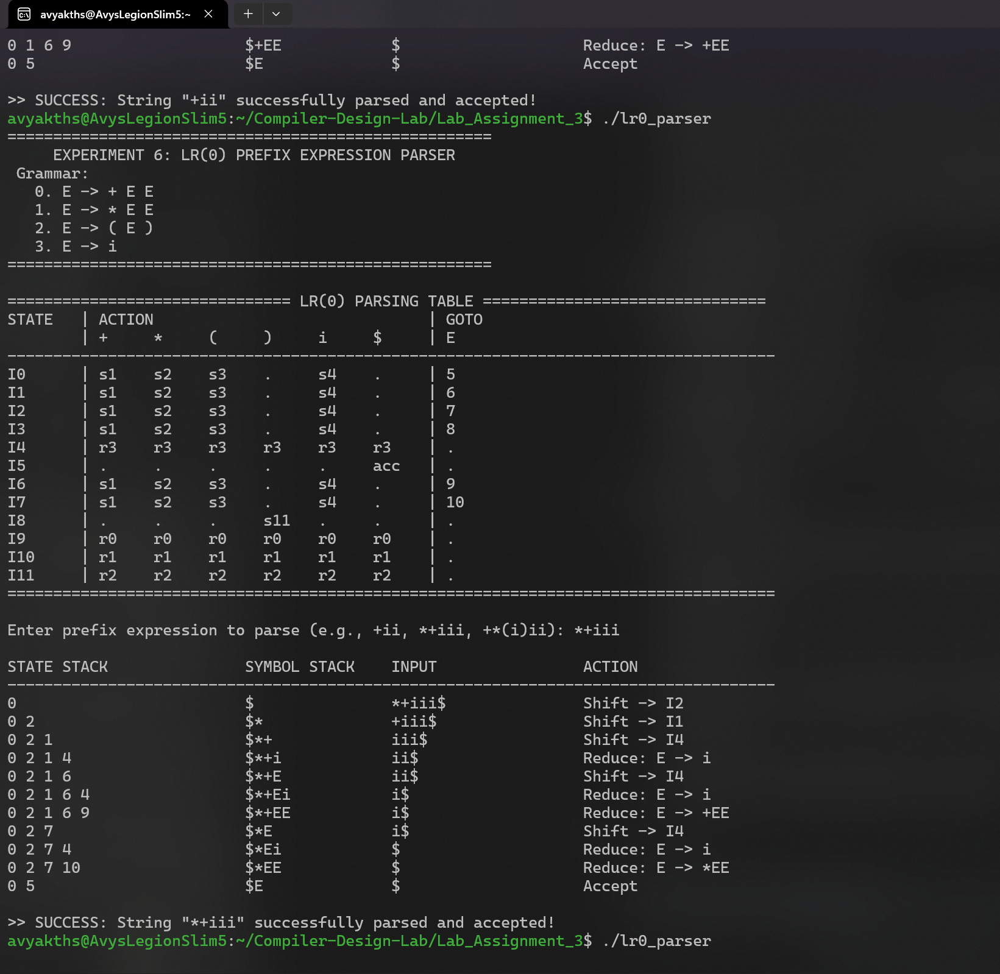 avyakths@AvysLegionSlim5:~
0 1 6 9                   $+EE            $                    Reduce: E -> +EE
0 5                       $E              $                    Accept

>> SUCCESS: String "+ii" successfully parsed and accepted!
avyakths@AvysLegionSlim5:~/Compiler-Design-Lab/Lab_Assignment_3$ ./lr0_parser
=====================================================
     EXPERIMENT 6: LR(0) PREFIX EXPRESSION PARSER
 Grammar:
   0. E -> + E E
   1. E -> * E E
   2. E -> ( E )
   3. E -> i
=====================================================

=============================== LR(0) PARSING TABLE ===============================
STATE   | ACTION                              | GOTO
        | +     *     (     )     i     $     | E
------------------------------------------------------------------------------------
I0      | s1    s2    s3    .     s4    .     | 5
I1      | s1    s2    s3    .     s4    .     | 6
I2      | s1    s2    s3    .     s4    .     | 7
I3      | s1    s2    s3    .     s4    .     | 8
I4      | r3    r3    r3    r3    r3    r3    | .
I5      | .     .     .     .     .     acc   | .
I6      | s1    s2    s3    .     s4    .     | 9
I7      | s1    s2    s3    .     s4    .     | 10
I8      | .     .     .     s11   .     .     | .
I9      | r0    r0    r0    r0    r0    r0    | .
I10     | r1    r1    r1    r1    r1    r1    | .
I11     | r2    r2    r2    r2    r2    r2    | .
====================================================================================

Enter prefix expression to parse (e.g., +ii, *+iii, +*(i)ii): *+iii

STATE STACK               SYMBOL STACK    INPUT                ACTION
------------------------------------------------------------------------------------
0                         $               *+iii$               Shift -> I2
0 2                       $*              +iii$                Shift -> I1
0 2 1                     $*+             iii$                 Shift -> I4
0 2 1 4                   $*+i            ii$                  Reduce: E -> i
0 2 1 6                   $*+E            ii$                  Shift -> I4
0 2 1 6 4                 $*+Ei           i$                   Reduce: E -> i
0 2 1 6 9                 $*+EE           i$                   Reduce: E -> +EE
0 2 7                     $*E             i$                   Shift -> I4
0 2 7 4                   $*Ei            $                    Reduce: E -> i
0 2 7 10                  $*EE            $                    Reduce: E -> *EE
0 5                       $E              $                    Accept

>> SUCCESS: String "*+iii" successfully parsed and accepted!
avyakths@AvysLegionSlim5:~/Compiler-Design-Lab/Lab_Assignment_3$ ./lr0_parser